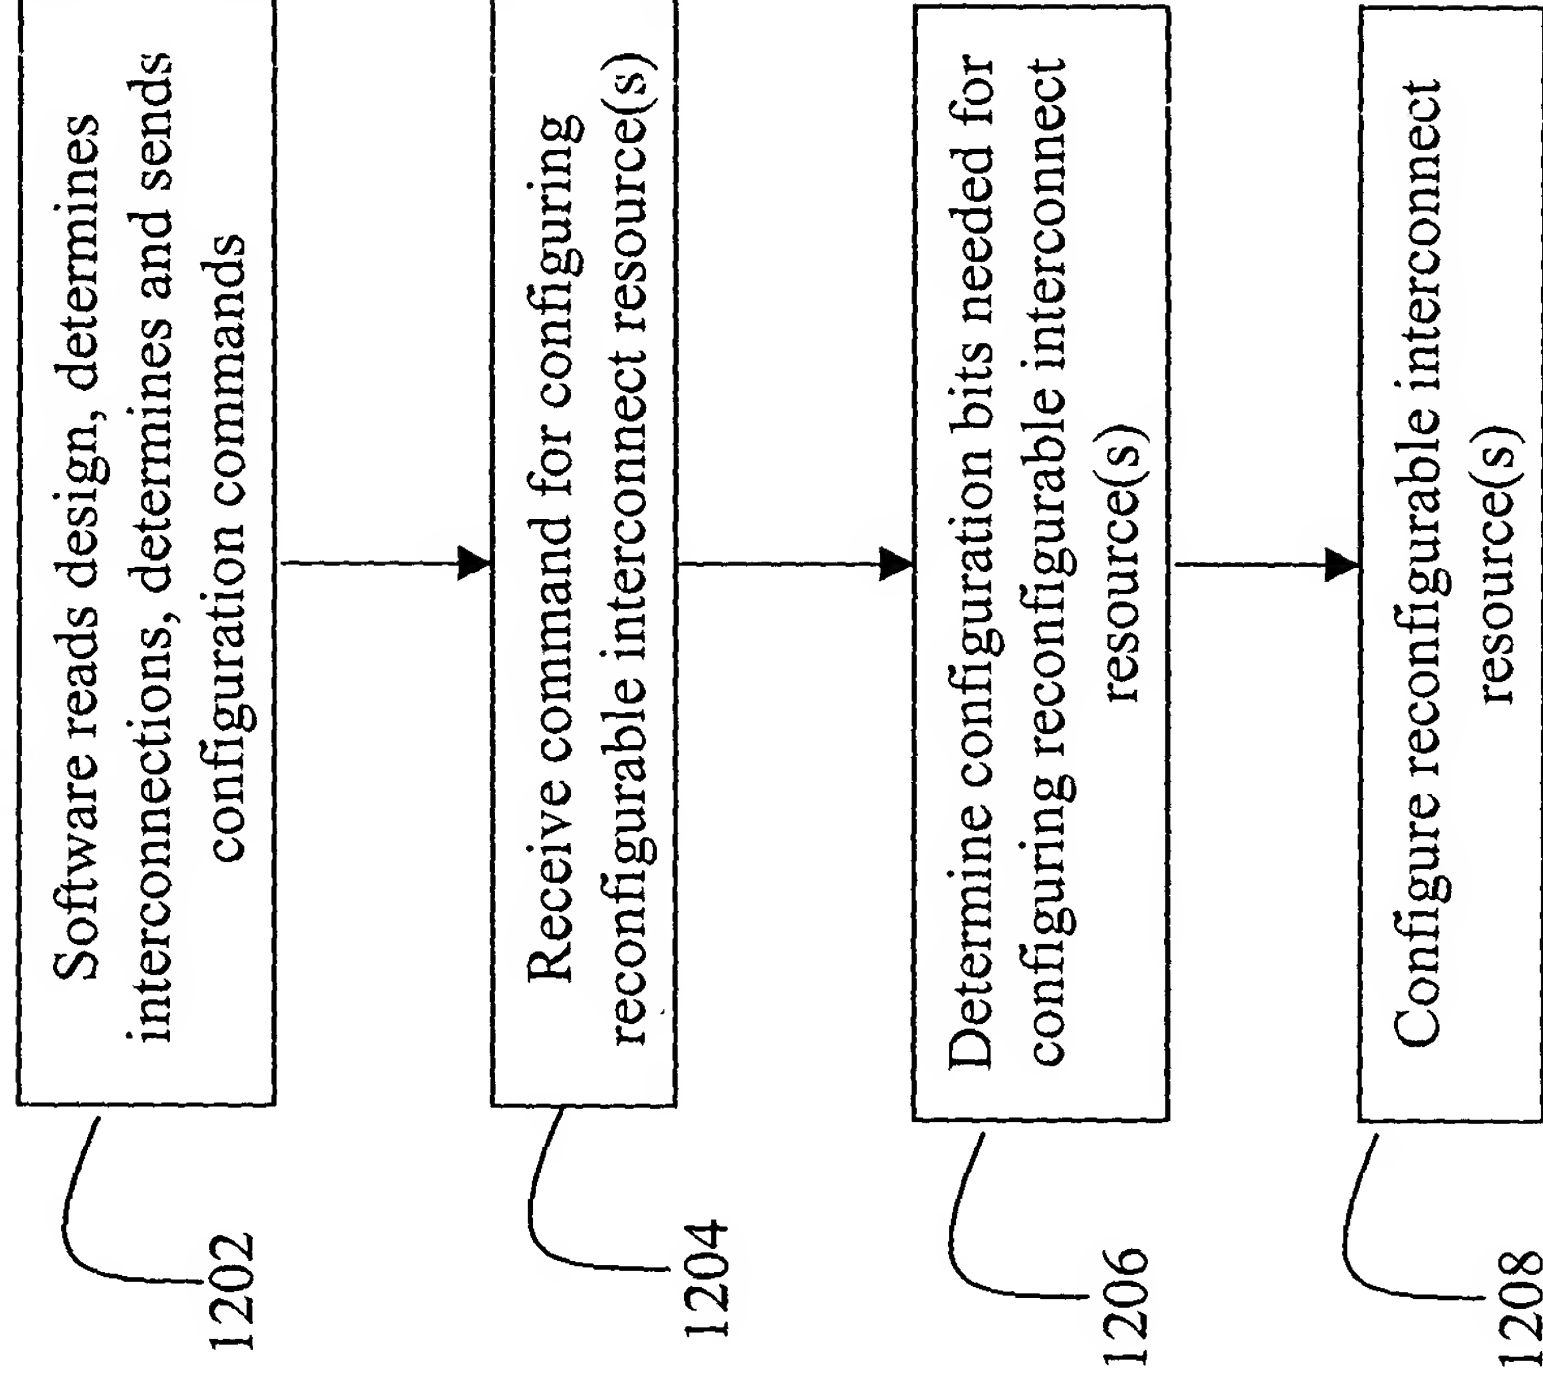 Software reads design, determines
interconnections, determines and sends
configuration commands
1202
Receive command for configuring
reconfigurable interconnect resource(s)
1204
Determine configuration bits needed for
configuring reconfigurable interconnect
resource(s)
1206
Configure reconfigurable interconnect
resource(s)
1208